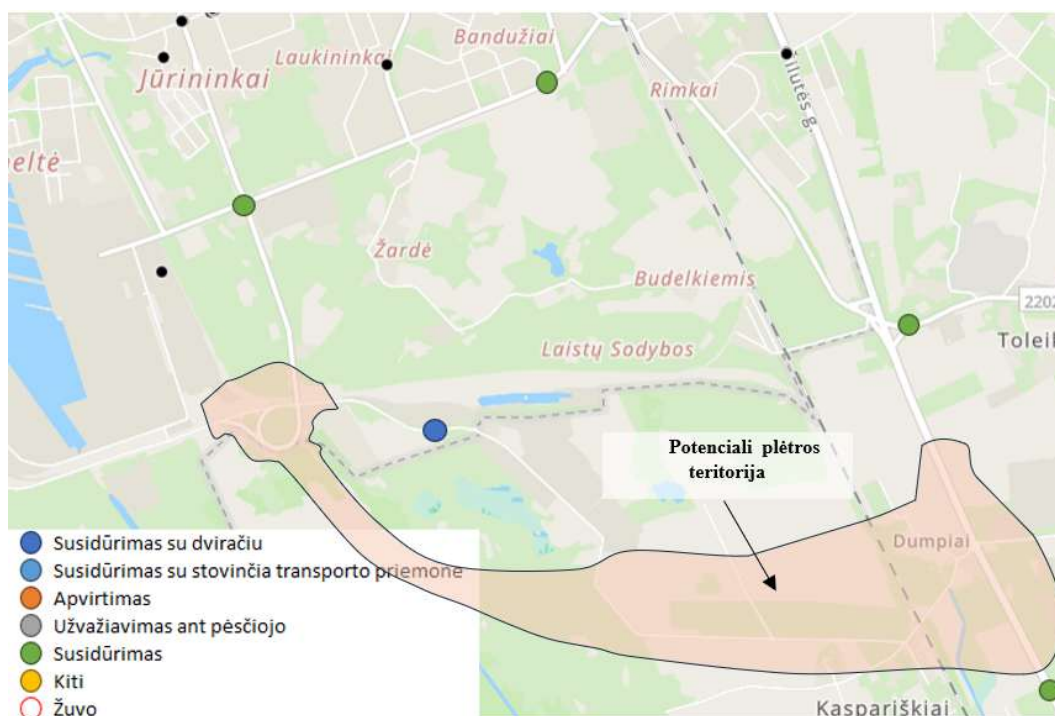 Bandužiai
Laukininkai
Jūrininkai
Rimkai
Šilutės g.
eltė
Žardė
Budelkiemis
2202
Toleik
Laistų Sodybos
Potenciali plėtros
teritorija
Dumpiai
Susidūrimas su dviračiu
Susidūrimas su stovinčia transporto priemone
Apvirtimas
Užvažiavimas ant pėsčiojo
Susidūrimas
Kiti
Žuvo
Kaspariškiai